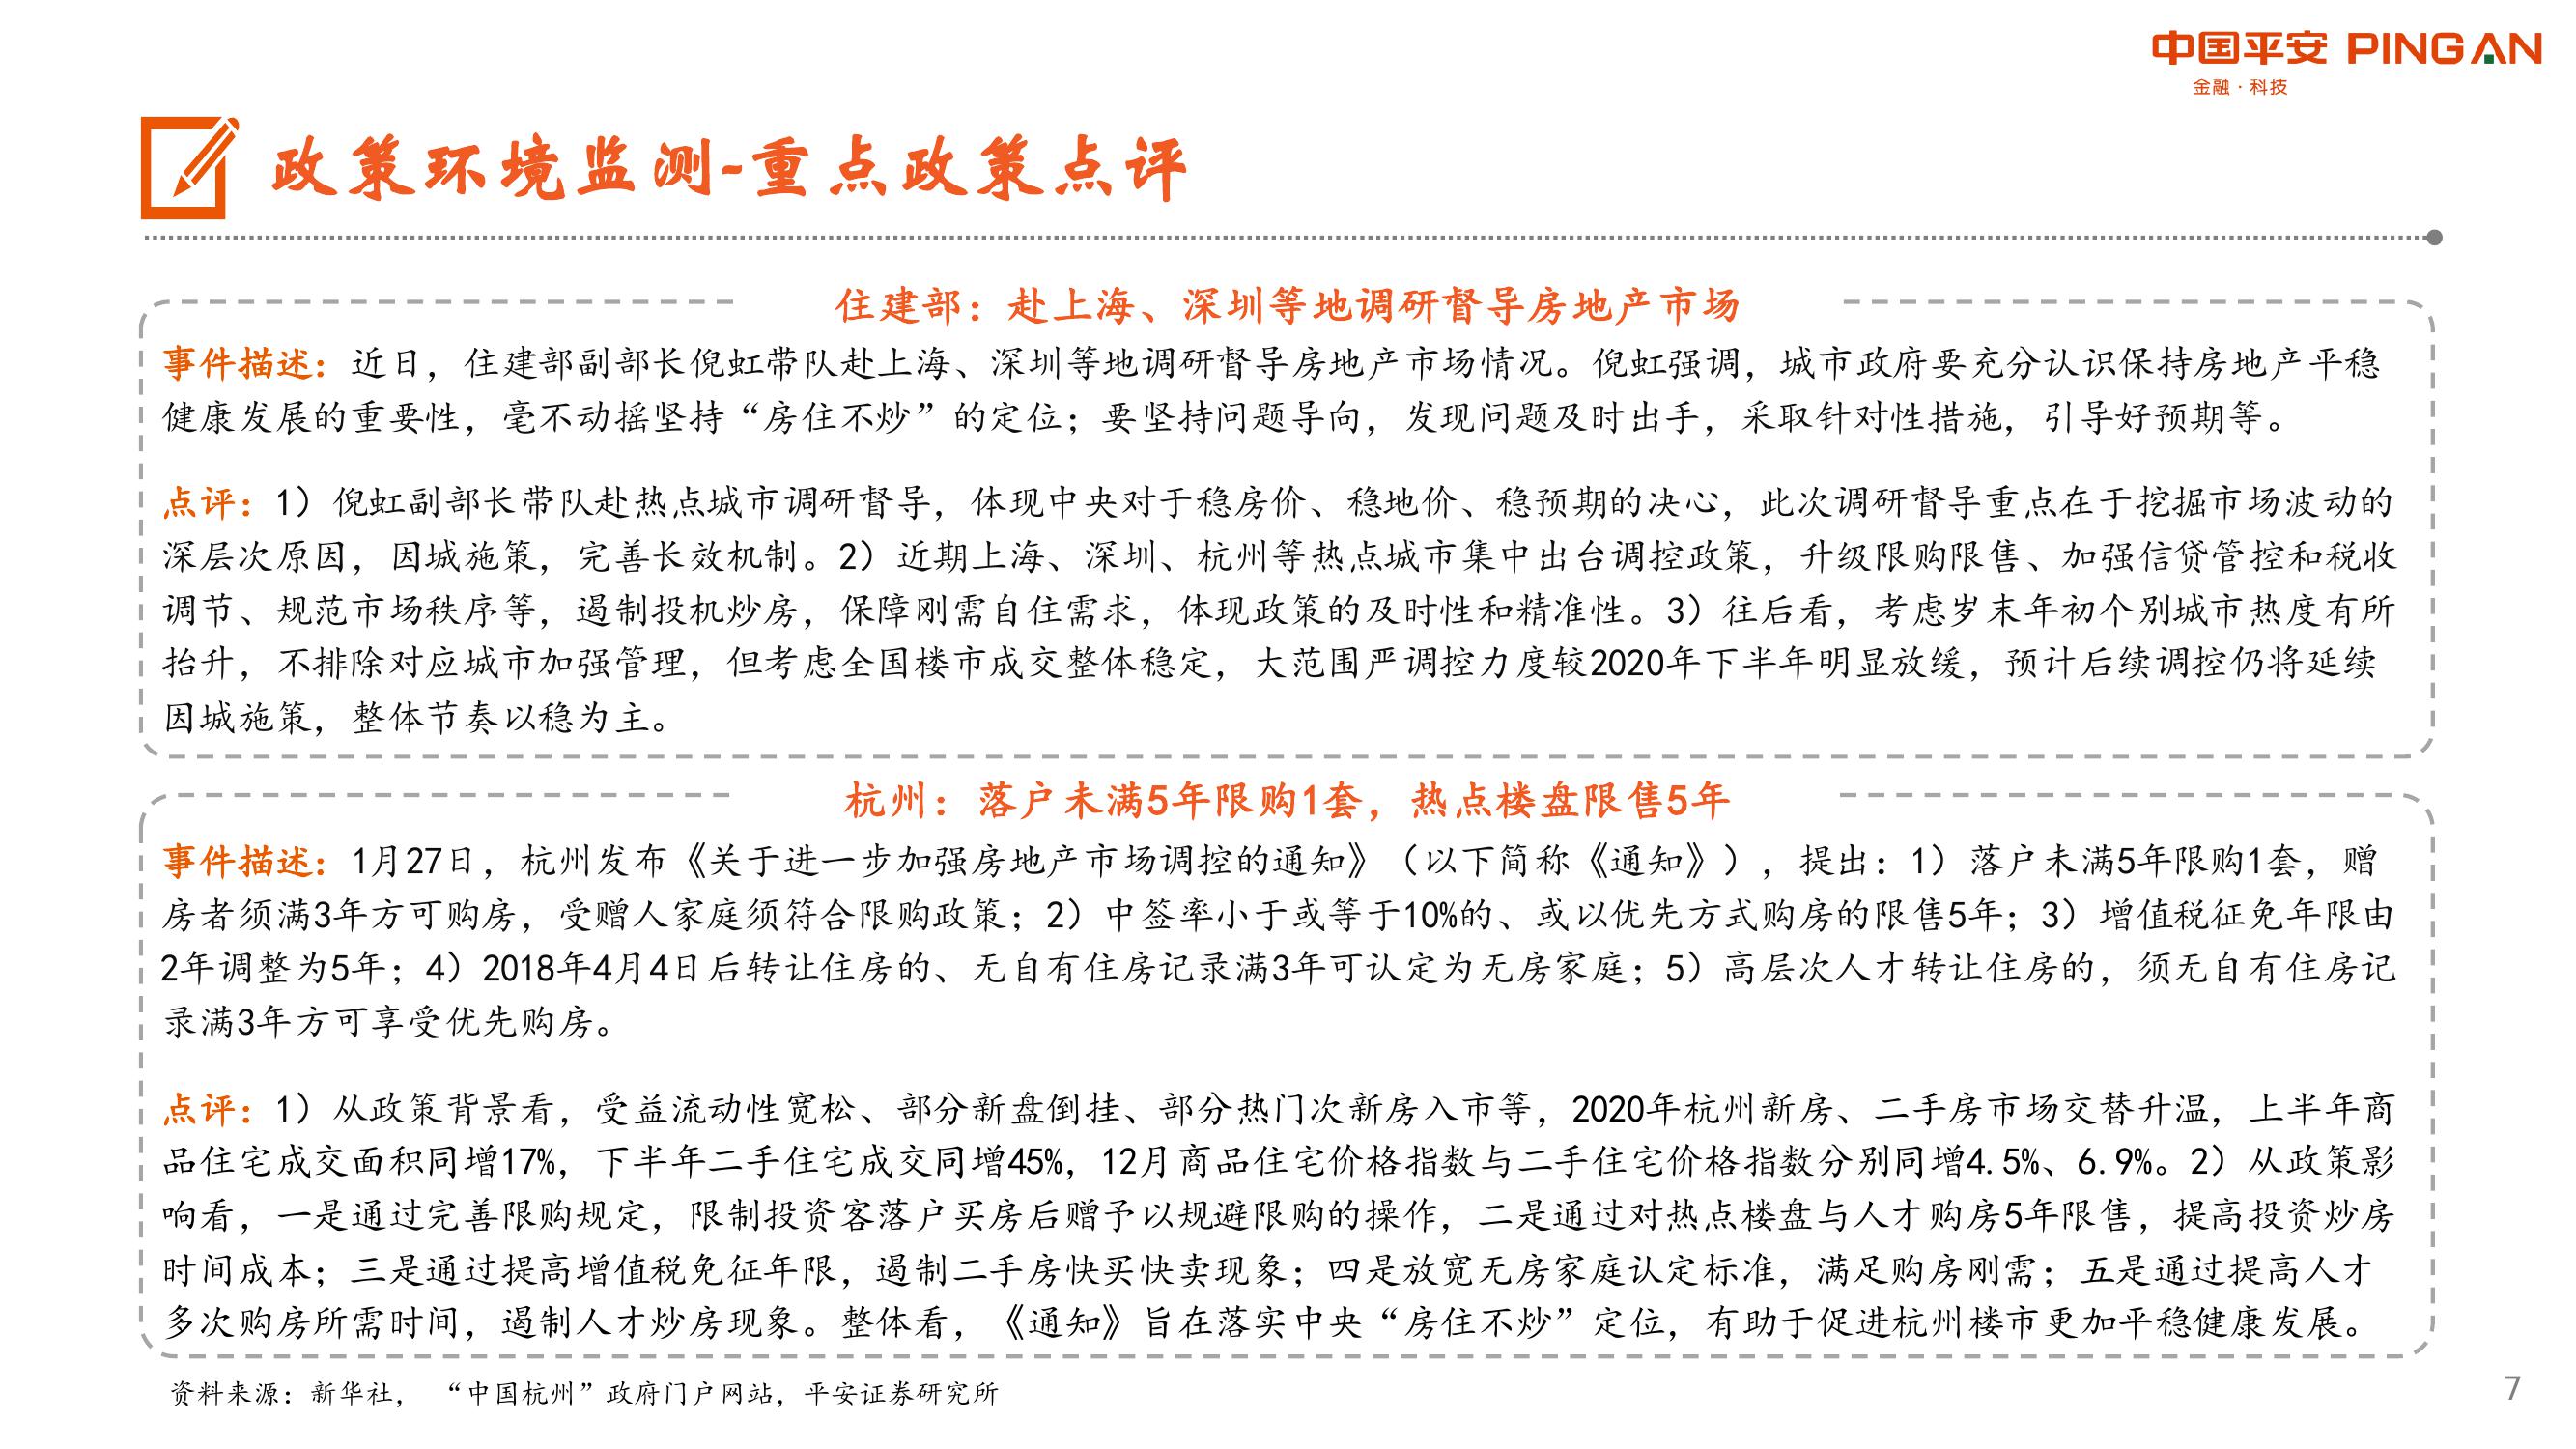 中国平安 PINGAN
金融·科技
政策环境监测-重点政策点评
住建部：赴上海、深圳等地调研督导房地产市场
事件描述：近日，住建部副部长倪虹带队赴上海、深圳等地调研督导房地产市场情况。倪虹强调，城市政府要充分认识保持房地产平稳
健康发展的重要性，毫不动摇坚持“房住不炒”的定位；要坚持问题导向，发现问题及时出手，采取针对性措施，引导好预期等。
点评：1）倪虹副部长带队赴热点城市调研督导，体现中央对于稳房价、稳地价、稳预期的决心，此次调研督导重点在于挖掘市场波动的
深层次原因，因城施策，完善长效机制。2）近期上海、深圳、杭州等热点城市集中出台调控政策，升级限购限售、加强信贷管控和税收
调节、规范市场秩序等，遏制投机炒房，保障刚需自住需求，体现政策的及时性和精准性。3）往后看，考虑岁末年初个别城市热度有所
抬升，不排除对应城市加强管理，但考虑全国楼市成交整体稳定，大范围严调控力度较2020年下半年明显放缓，预计后续调控仍将延续
因城施策，整体节奏以稳为主。
杭州：落户未满5年限购1套，热点楼盘限售5年
事件描述：1月27日，杭州发布《关于进一步加强房地产市场调控的通知》（以下简称《通知》），提出：1）落户未满5年限购1套，赠
房者须满3年方可购房，受赠人家庭须符合限购政策；2）中签率小于或等于10%的、或以优先方式购房的限售5年；3）增值税征免年限由
2年调整为5年；4）2018年4月4日后转让住房的、无自有住房记录满3年可认定为无房家庭；5）高层次人才转让住房的，须无自有住房记
录满3年方可享受优先购房。
点评：1）从政策背景看，受益流动性宽松、部分新盘倒挂、部分热门次新房入市等，2020年杭州新房、二手房市场交替升温，上半年商
品住宅成交面积同增17%，下半年二手住宅成交同增45%，12月商品住宅价格指数与二手住宅价格指数分别同增4.5%、6.9%。2）从政策影
响看，一是通过完善限购规定，限制投资客落户买房后赠予以规避限购的操作，二是通过对热点楼盘与人才购房5年限售，提高投资炒房
时间成本；三是通过提高增值税免征年限，遏制二手房快买快卖现象；四是放宽无房家庭认定标准，满足购房刚需；五是通过提高人才
多次购房所需时间，遏制人才炒房现象。整体看，《通知》旨在落实中央“房住不炒”定位，有助于促进杭州楼市更加平稳健康发展。
资料来源：新华社， “中国杭州”政府门户网站，平安证券研究所
7